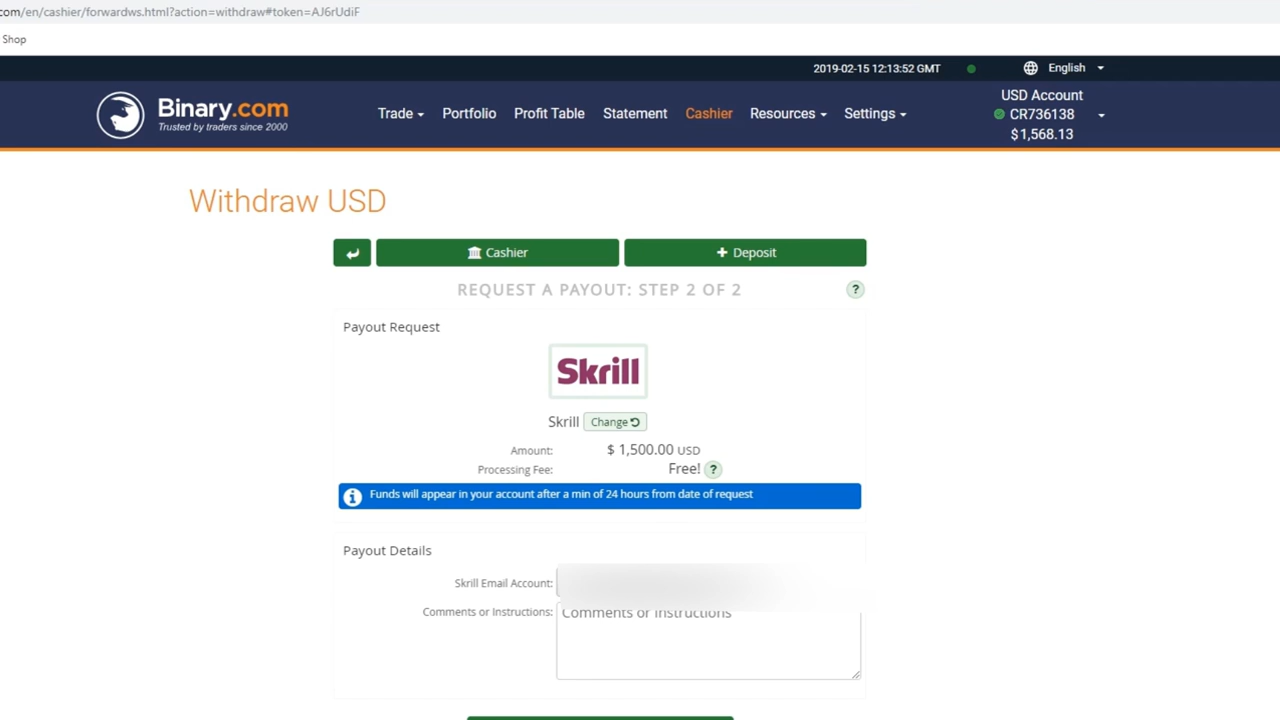 com/en/cashier/forwardws.html?action=withdraw#token=AJ6rUdiF
Shop
2019-02-15 12:13:52 GMT English
Binary.com
Trusted by traders since 2000
Trade Portfolio Profit Table Statement Cashier Resources Settings
USD Account
CR736138
$1,568.13
Withdraw USD
Cashier + Deposit
REQUEST A PAYOUT: STEP 2 OF 2 ?
Payout Request
Skrill
Skrill Change
Amount: $ 1,500.00 USD
Processing Fee: Free! ?
Funds will appear in your account after a min of 24 hours from date of request
Payout Details
Skrill Email Account:
Comments or Instructions: Comments or Instructions